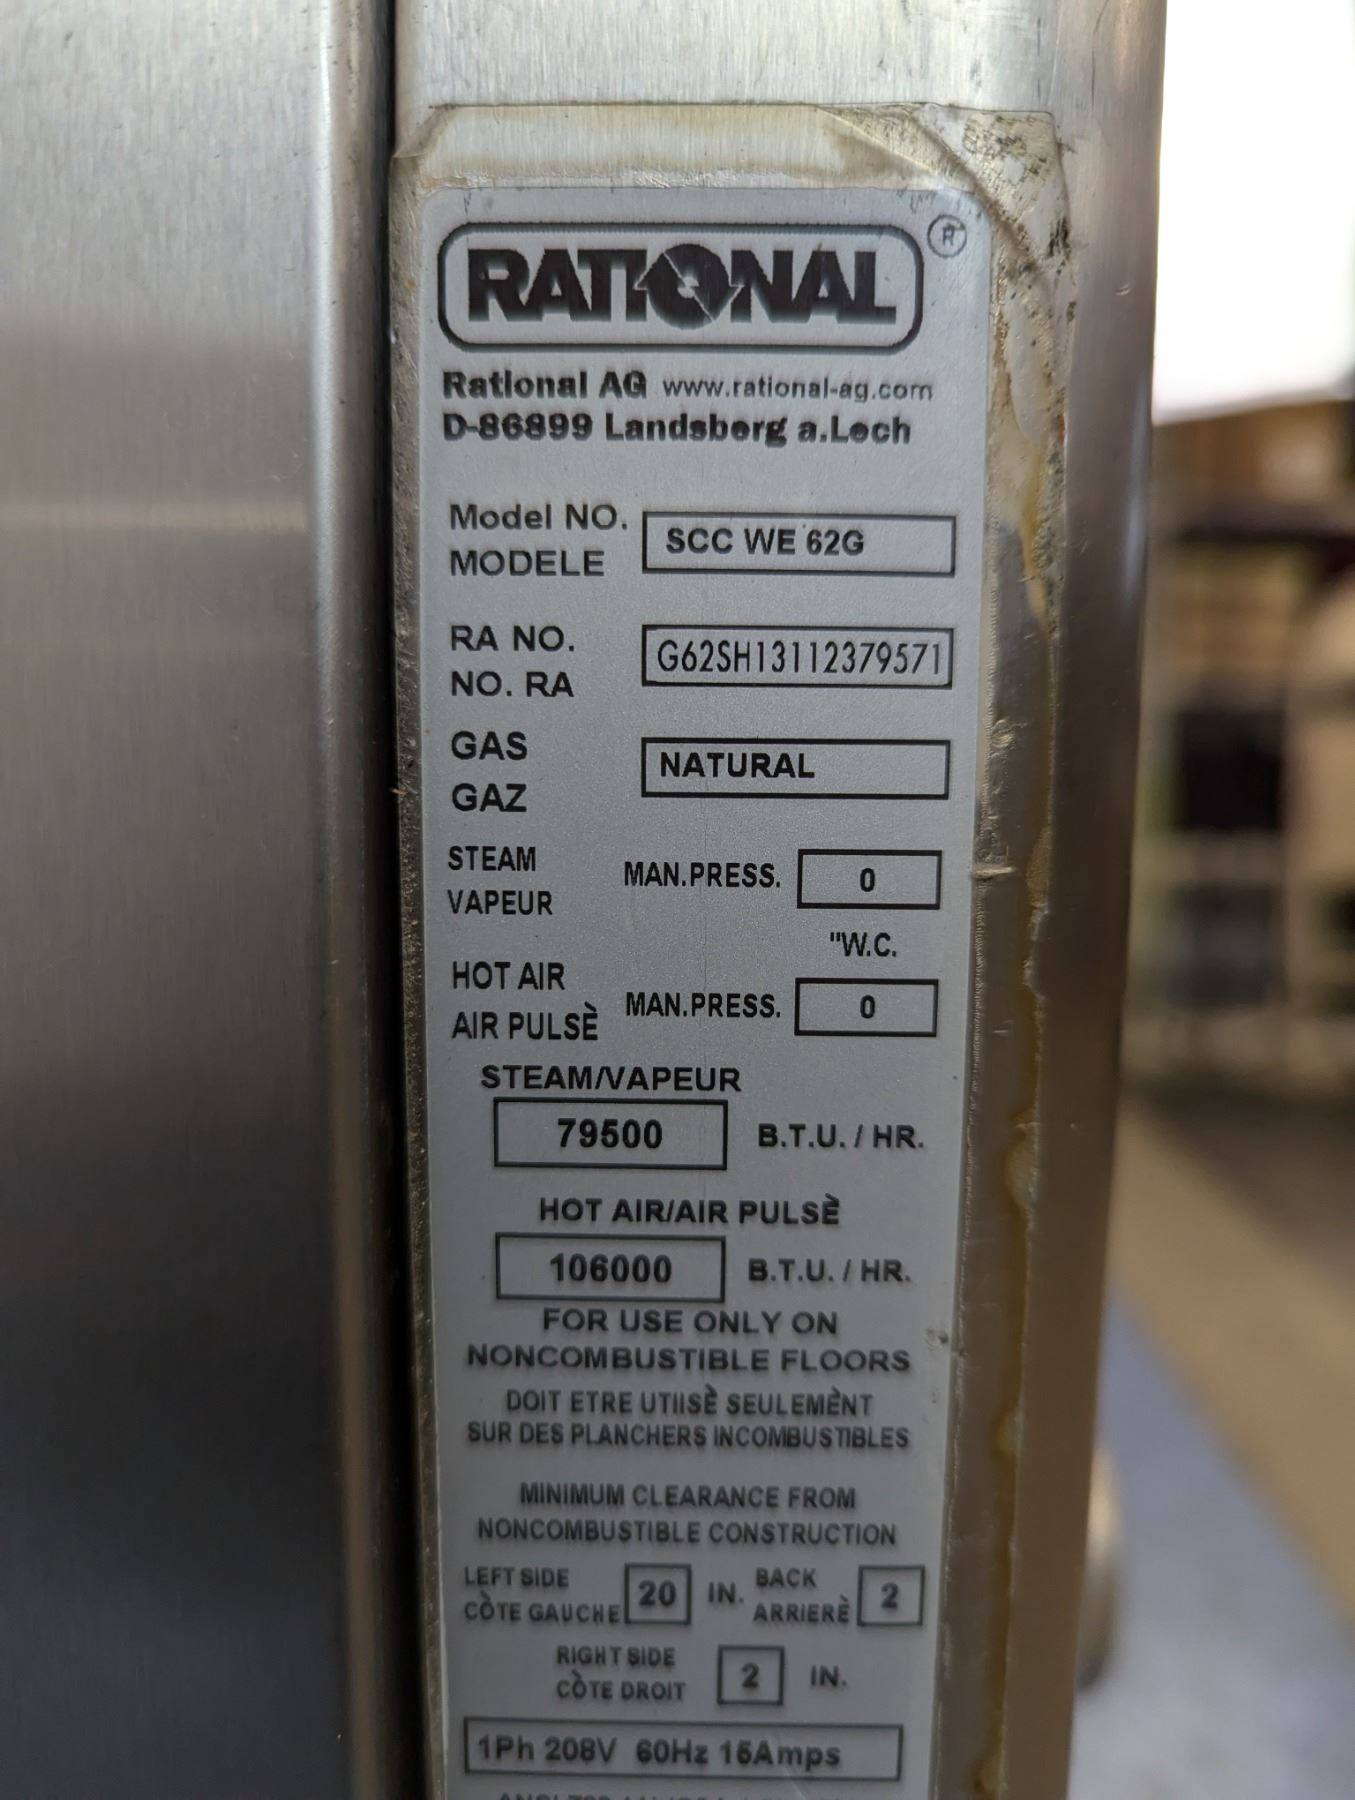 RATIONAL ®
Rational AG www.rational-ag.com
D-86899 Landsberg a.Lech
Model NO.
MODELE
SCC WE 62G
RA NO.
NO. RA
G62SH13112379571
GAS
GAZ
NATURAL
STEAM
VAPEUR
MAN.PRESS. 0
"W.C.
HOT AIR
AIR PULSÈ
MAN.PRESS. 0
STEAM/VAPEUR
79500 B.T.U. / HR.
HOT AIR/AIR PULSÈ
106000 B.T.U. / HR.
FOR USE ONLY ON
NONCOMBUSTIBLE FLOORS
DOIT ETRE UTIISÈ SEULEMÈNT
SUR DES PLANCHERS INCOMBUSTIBLES
MINIMUM CLEARANCE FROM
NONCOMBUSTIBLE CONSTRUCTION
LEFT SIDE
CÒTE GAUCHE
20 IN.
BACK
ARRIERÈ
2
RIGHT SIDE
CÒTE DROIT
2 IN.
1Ph 208V 60Hz 15Amps